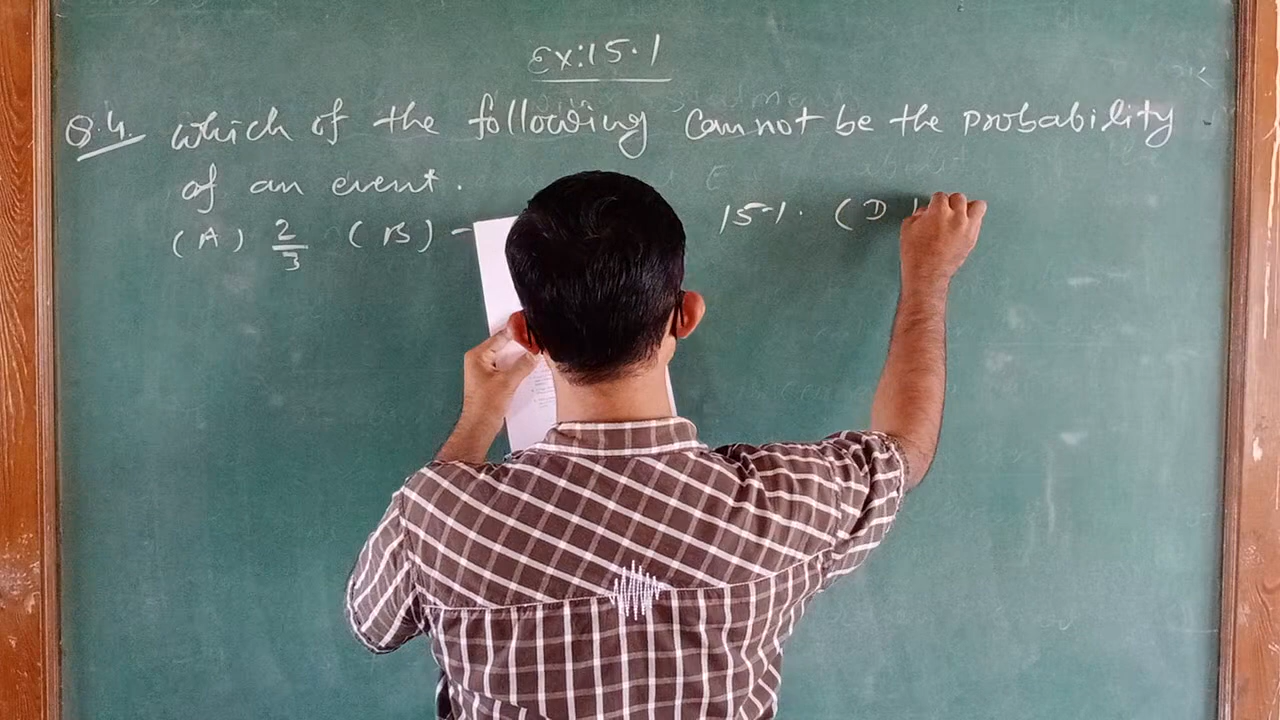 Ex:15.1
Q.4. which of the following cannot be the probability
of an event.
(A) 2/3 (B) - 15%. (D